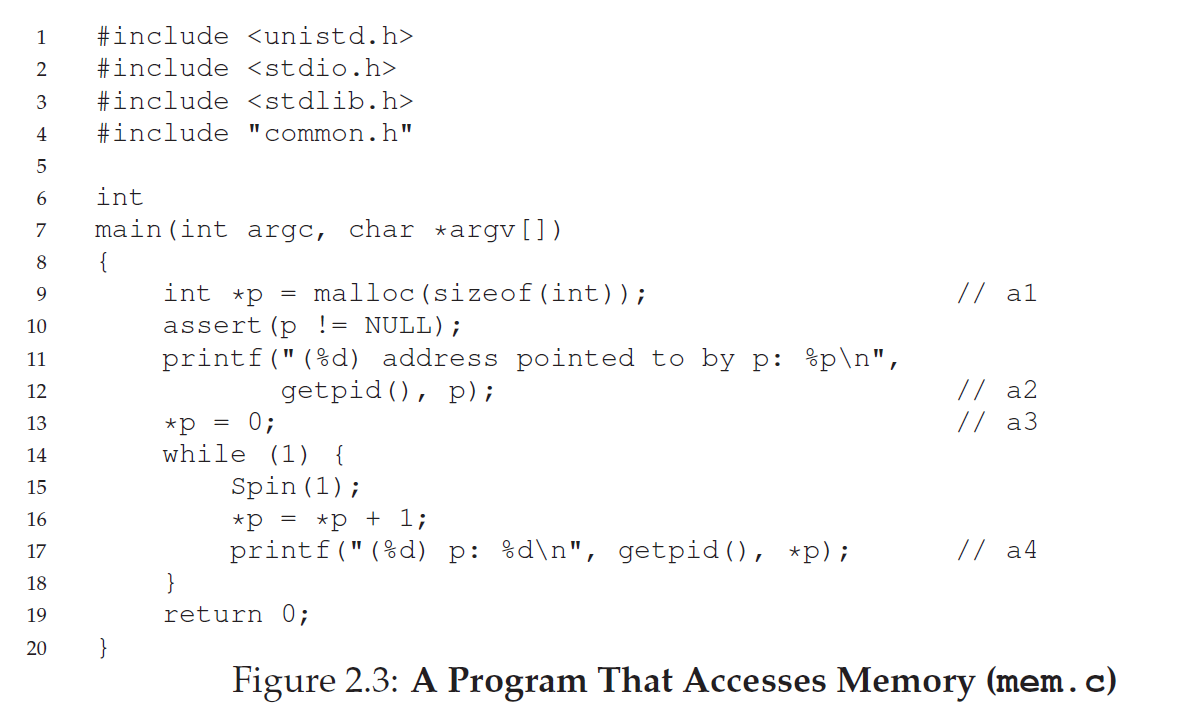 1 #include <unistd.h>
2 #include <stdio.h>
3 #include <stdlib.h>
4 #include "common.h"
5
6 int
7 main(int argc, char *argv[])
8 {
9 int *p = malloc(sizeof(int)); // a1
10 assert(p != NULL);
11 printf("(%d) address pointed to by p: %p\n",
12 getpid(), p); // a2
13 *p = 0; // a3
14 while (1) {
15 Spin(1);
16 *p = *p + 1;
17 printf("(%d) p: %d\n", getpid(), *p); // a4
18 }
19 return 0;
20 }
Figure 2.3: A Program That Accesses Memory (mem.c)